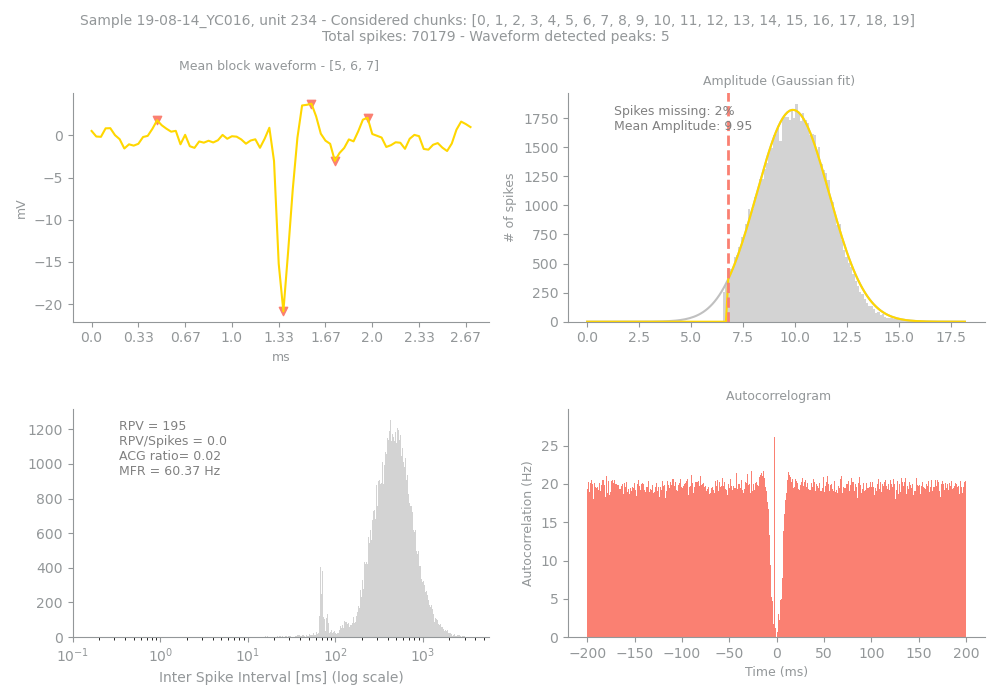 Sample 19-08-14_YC016, unit 234 - Considered chunks: [0, 1, 2, 3, 4, 5, 6, 7, 8, 9, 10, 11, 12, 13, 14, 15, 16, 17, 18, 19]
Total spikes: 70179 - Waveform detected peaks: 5
Mean block waveform - [5, 6, 7]
0
−5
−10
−15
−20
mV
0.0 0.33 0.67 1.0 1.33 1.67 2.0 2.33 2.67
ms
Amplitude (Gaussian fit)
Spikes missing: 2%
Mean Amplitude: 9.95
1750
1500
1250
1000
750
500
250
0
# of spikes
0.0 2.5 5.0 7.5 10.0 12.5 15.0 17.5
RPV = 195
RPV/Spikes = 0.0
ACG ratio= 0.02
MFR = 60.37 Hz
1200
1000
800
600
400
200
0
10⁻¹ 10⁰ 10¹ 10² 10³
Inter Spike Interval [ms] (log scale)
Autocorrelogram
25
20
15
10
5
0
Autocorrelation (Hz)
−200 −150 −100 −50 0 50 100 150 200
Time (ms)